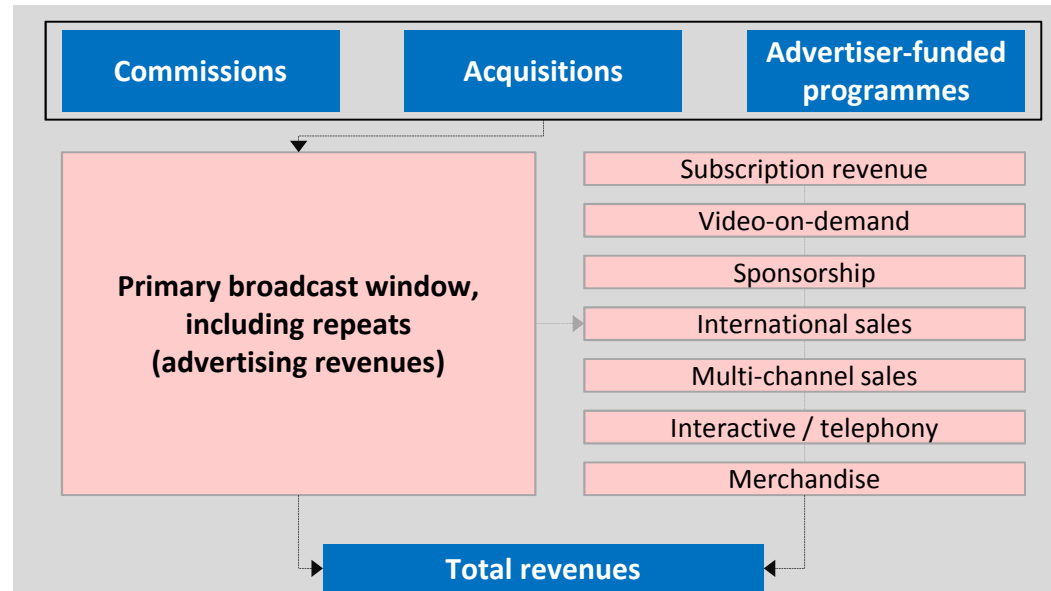 Commissions
Acquisitions
Advertiser-funded
programmes
Primary broadcast window,
including repeats
(advertising revenues)
Subscription revenue
Video-on-demand
Sponsorship
International sales
Multi-channel sales
Interactive / telephony
Merchandise
Total revenues